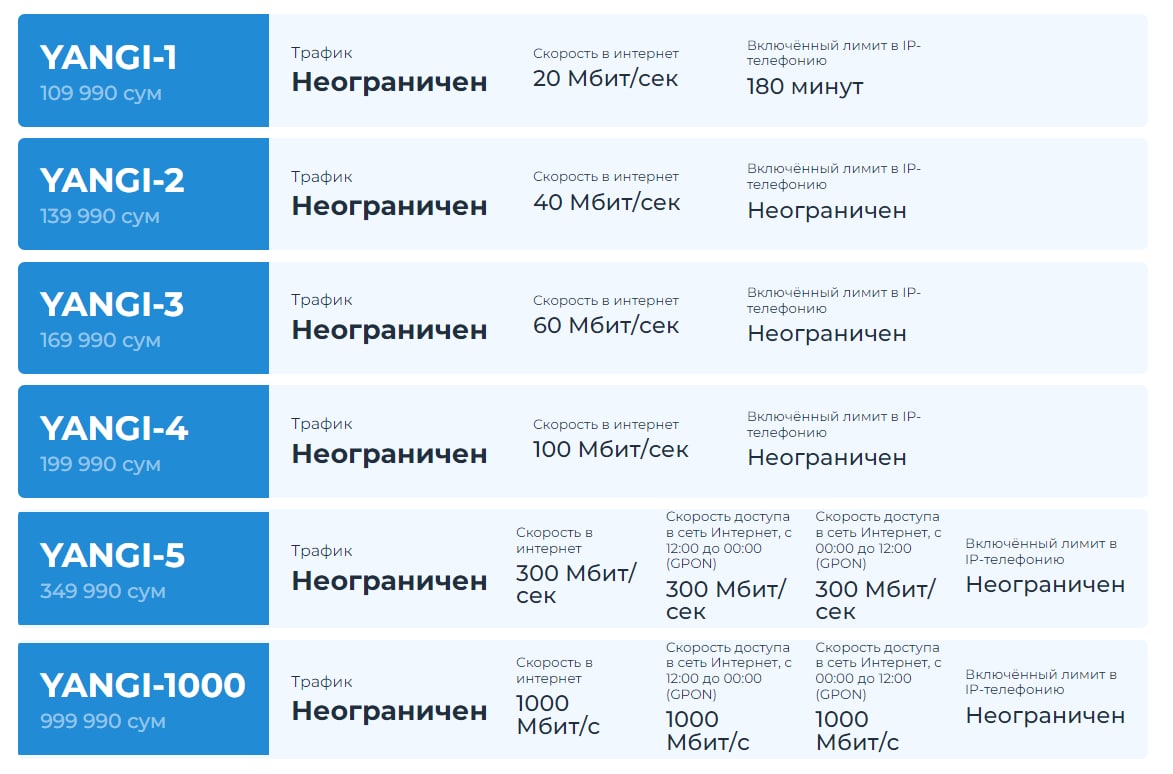 YANGI-1
109 990 сум
Трафик
Неограничен
Скорость в интернет
20 Мбит/сек
Включённый лимит в IP-
телефонию
180 минут
YANGI-2
139 990 сум
Трафик
Неограничен
Скорость в интернет
40 Мбит/сек
Включённый лимит в IP-
телефонию
Неограничен
YANGI-3
169 990 сум
Трафик
Неограничен
Скорость в интернет
60 Мбит/сек
Включённый лимит в IP-
телефонию
Неограничен
YANGI-4
199 990 сум
Трафик
Неограничен
Скорость в интернет
100 Мбит/сек
Включённый лимит в IP-
телефонию
Неограничен
YANGI-5
349 990 сум
Трафик
Неограничен
Скорость в
интернет
300 Мбит/
сек
Скорость доступа
в сеть Интернет, с
12:00 до 00:00
(GPON)
300 Мбит/
сек
Скорость доступа
в сеть Интернет, с
00:00 до 12:00
(GPON)
300 Мбит/
сек
Включённый лимит в
IP-телефонию
Неограничен
YANGI-1000
999 990 сум
Трафик
Неограничен
Скорость в
интернет
1000
Мбит/с
Скорость доступа
в сеть Интернет, с
12:00 до 00:00
(GPON)
1000
Мбит/с
Скорость доступа
в сеть Интернет, с
00:00 до 12:00
(GPON)
1000
Мбит/с
Включённый лимит в
IP-телефонию
Неограничен